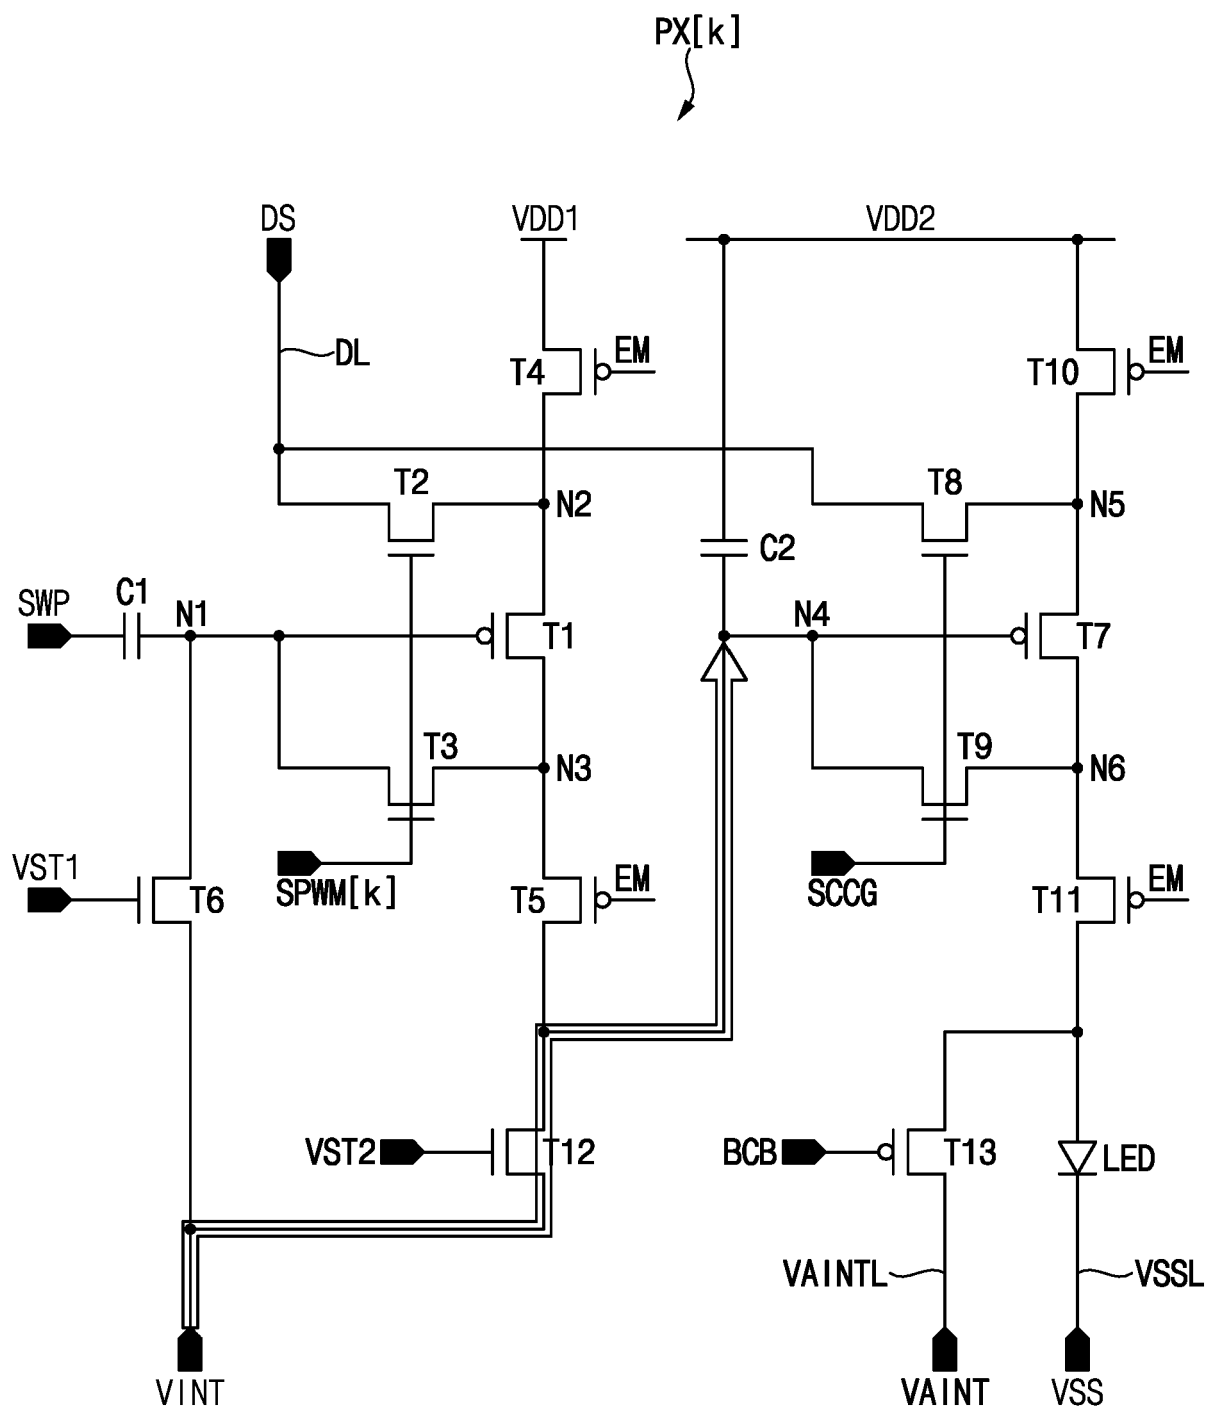 PX[k]
DS
VDD1
VDD2
DL
T4
EM
T10
EM
T2
N2
T8
N5
C2
SWP
C1
N1
T1
N4
T7
T3
N3
T9
N6
VST1
T6
SPWM[k]
T5
EM
SCCG
T11
EM
VST2
T12
BCB
T13
LED
VAINTL
VSSL
VINT
VAINT
VSS